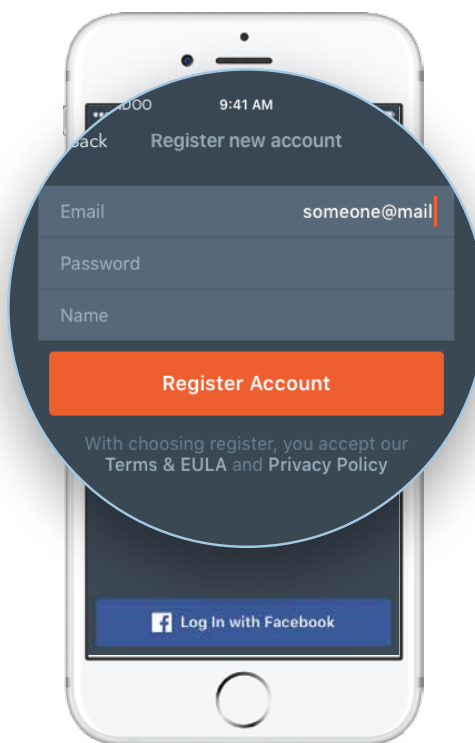 9:41 AM
Back Register new account
Email someone@mail
Password
Name
Register Account
With choosing register, you accept our
Terms & EULA and Privacy Policy
Log In with Facebook